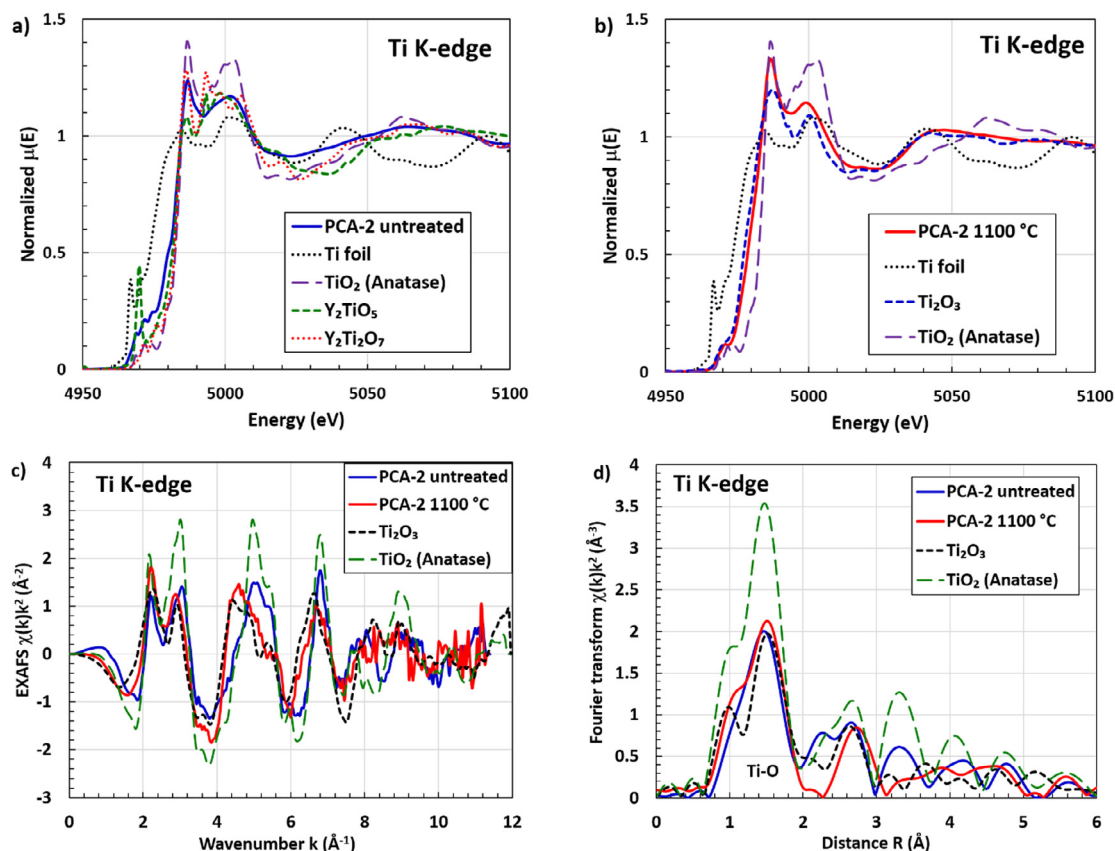 a)
Ti K-edge
1.5
1
0.5
0
Normalized μ(E)
PCA-2 untreated
Ti foil
TiO₂ (Anatase)
Y₂TiO₅
Y₂Ti₂O₇
4950 5000 5050 5100
Energy (eV)
b)
Ti K-edge
1.5
1
0.5
0
Normalized μ(E)
PCA-2 1100 °C
Ti foil
Ti₂O₃
TiO₂ (Anatase)
4950 5000 5050 5100
Energy (eV)
c)
Ti K-edge
4
3
2
1
0
-1
-2
-3
EXAFS χ(k)k² (Å⁻²)
PCA-2 untreated
PCA-2 1100 °C
Ti₂O₃
TiO₂ (Anatase)
0 2 4 6 8 10 12
Wavenumber k (Å⁻¹)
d)
Ti K-edge
4
3.5
3
2.5
2
1.5
1
0.5
0
Fourier transform χ(k)k² (Å⁻³)
PCA-2 untreated
PCA-2 1100 °C
Ti₂O₃
TiO₂ (Anatase)
Ti-O
0 1 2 3 4 5 6
Distance R (Å)